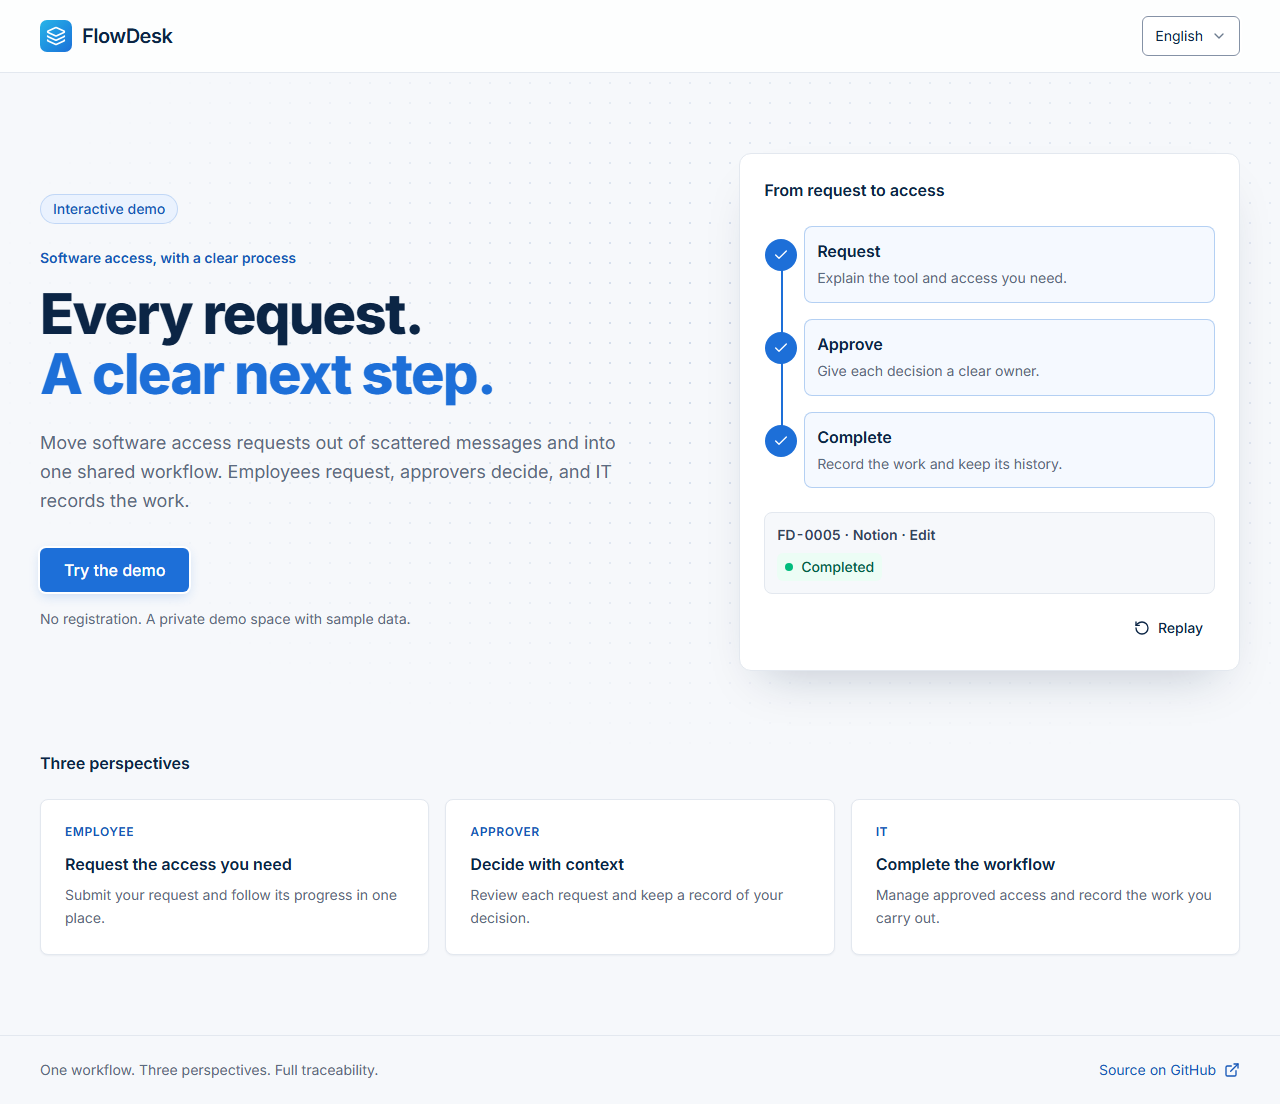 FlowDesk
English
Interactive demo
Software access, with a clear process
Every request.
A clear next step.
Move software access requests out of scattered messages and into
one shared workflow. Employees request, approvers decide, and IT
records the work.
Try the demo
No registration. A private demo space with sample data.
From request to access
Request
Explain the tool and access you need.
Approve
Give each decision a clear owner.
Complete
Record the work and keep its history.
FD-0005 · Notion · Edit
Completed
Replay
Three perspectives
EMPLOYEE
Request the access you need
Submit your request and follow its progress in one
place.
APPROVER
Decide with context
Review each request and keep a record of your
decision.
IT
Complete the workflow
Manage approved access and record the work you
carry out.
One workflow. Three perspectives. Full traceability.
Source on GitHub